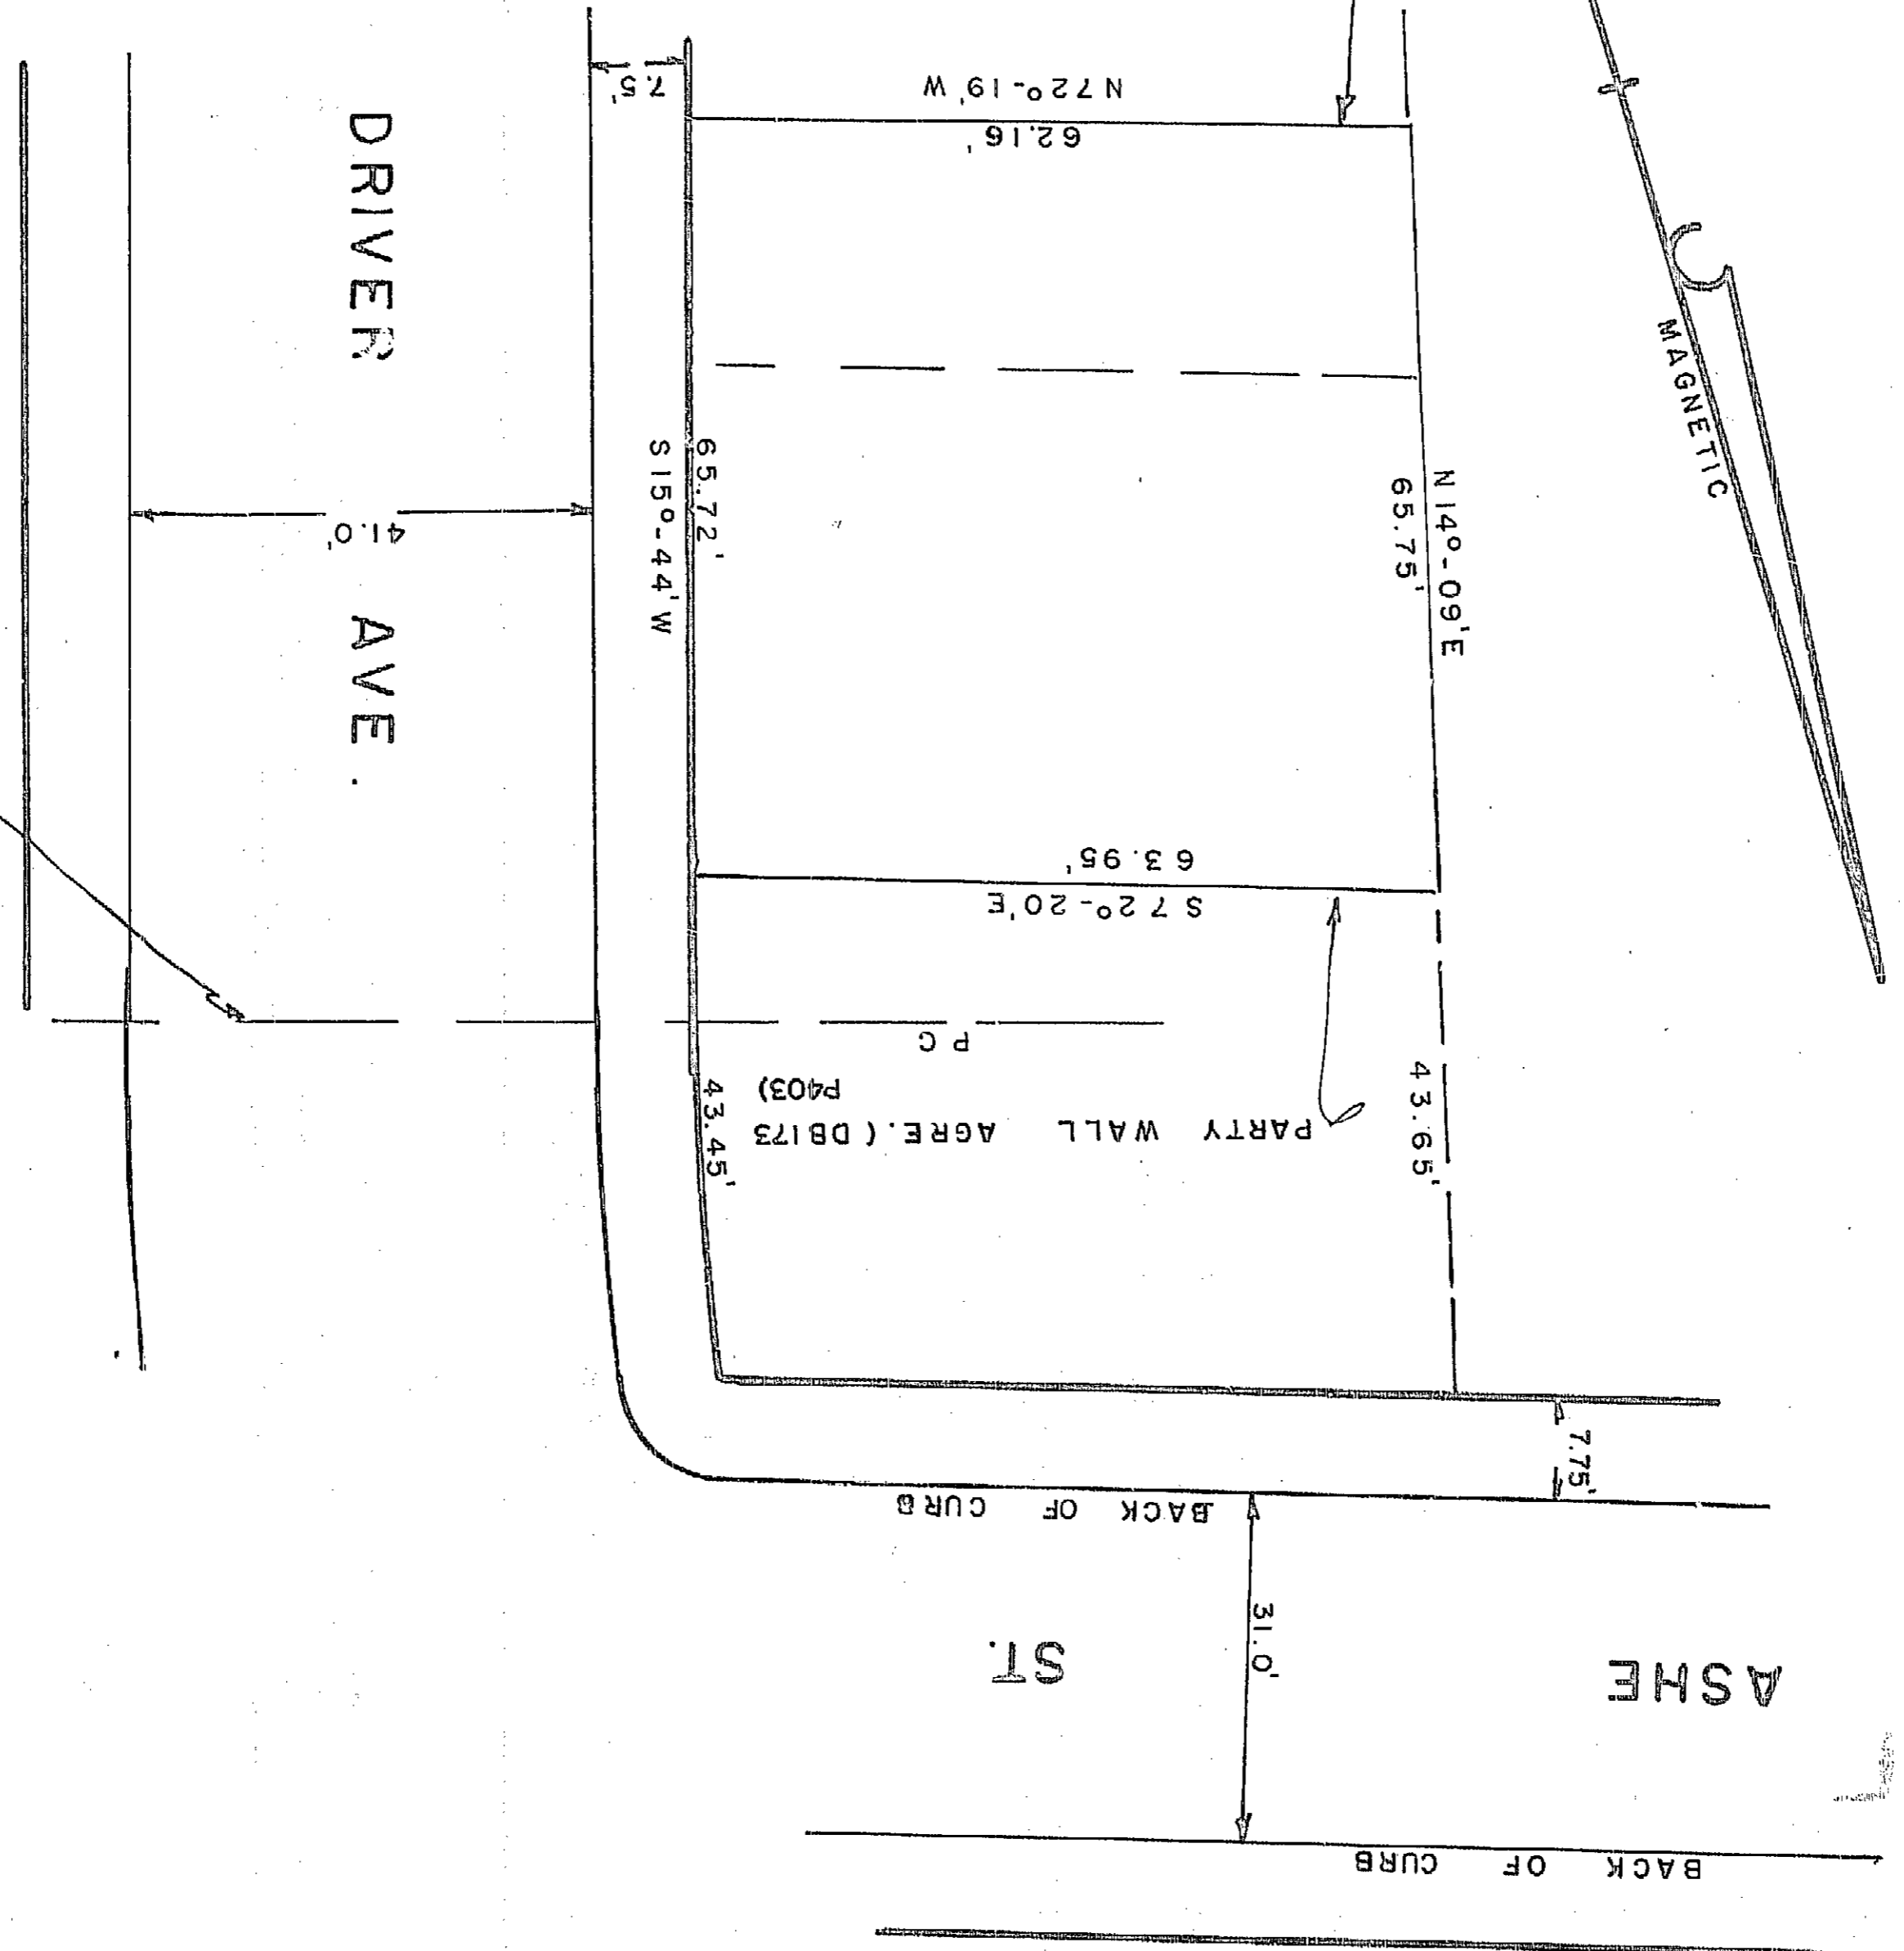 BACK OF CURB
ASHE ST.
31.0'
BACK OF CURB
7.75'
PARTY WALL AGRE. (DB173
P403)
43.65'
43.45'
P C
S 72°-20'E
63.95'
N 14°-09'E
65.75'
65.72'
S 15°-44'W
62.16'
N 72°-19'W
7.5'
41.0'
DRIVER AVE.
MAGNETIC